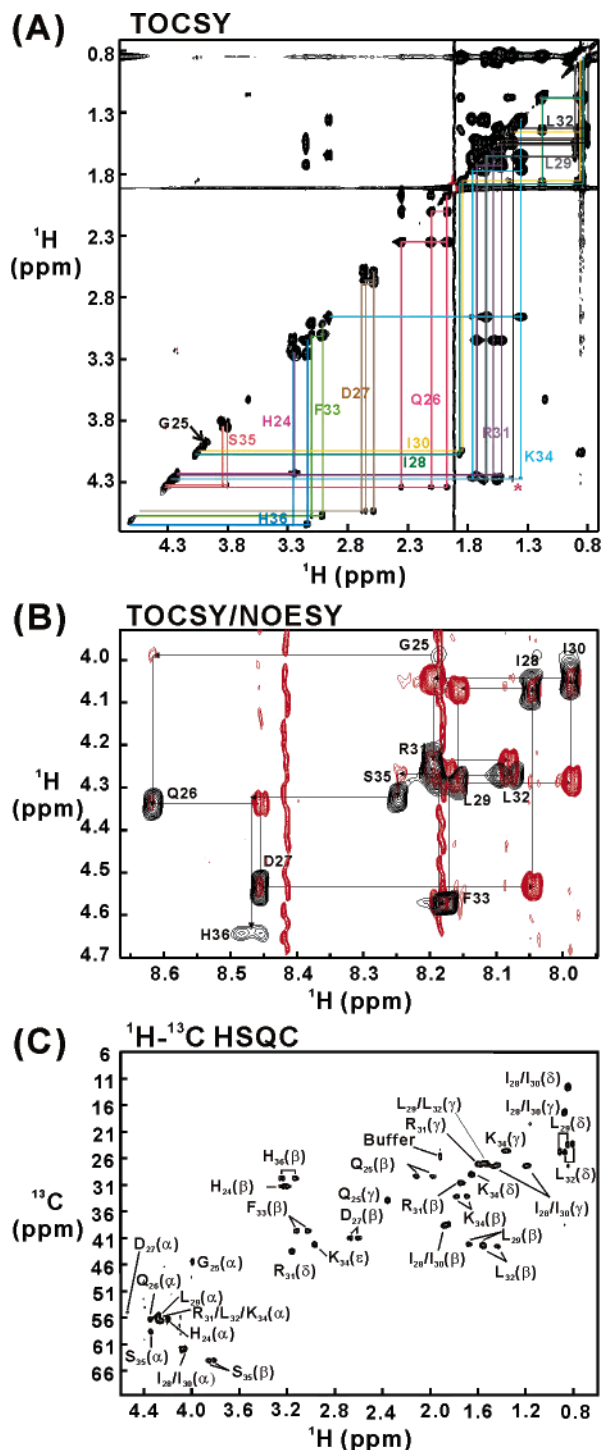 (A) TOCSY
0.8
1.3
1.8
2.3
2.8
3.3
3.8
4.3
¹H
(ppm)
L32
L29
D27
Q26
R31
H24
F33
G25
S35
I30
I28
K34
H36
*
4.3 3.8 3.3 2.8 2.3 1.8 1.3 0.8
¹H (ppm)
(B) TOCSY/NOESY
4.0
4.1
4.2
4.3
4.4
4.5
4.6
4.7
¹H
(ppm)
G25
I28
I30
R31
S35
L29
L32
Q26
D27
F33
H36
8.6 8.5 8.4 8.3 8.2 8.1 8.0
¹H (ppm)
(C) ¹H-¹³C HSQC
6
11
16
21
26
31
36
41
46
51
56
61
66
¹³C
(ppm)
I₂₈/I₃₀(δ)
L₂₉/L₃₂(γ)
I₂₈/I₃₀(γ)
R₃₁(γ)
L₂₉(δ)
K₃₄(γ)
Buffer
H₃₆(β)
Q₂₅(β)
L₃₂(δ)
H₂₄(β)
K₃₄(δ)
Q₂₅(γ)
R₃₁(β)
I₂₈/I₃₀(γ)
F₃₃(β)
D₂₇(β)
K₃₄(β)
D₂₇(α)
I₂₈/I₃₀(β)
L₂₉(β)
G₂₅(α)
K₃₄(ε)
R₃₁(δ)
L₃₂(β)
Q₂₆(α)
L₂₉(α)
R₃₁/L₃₂/K₃₄(α)
H₂₄(α)
S₃₅(α)
I₂₈/I₃₀(α)
S₃₅(β)
4.4 4.0 3.6 3.2 2.8 2.4 2.0 1.6 1.2 0.8
¹H (ppm)